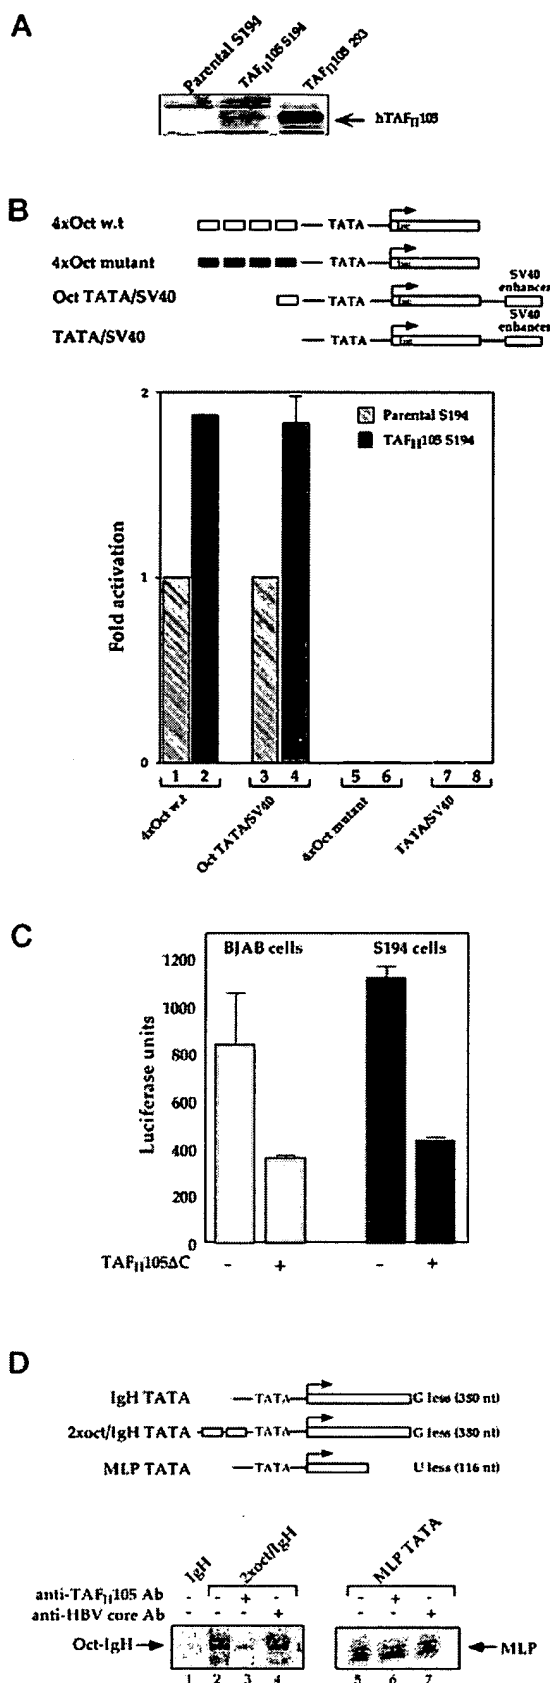 A
Parental S194
TAFII105 S194
TAFII105 293
hTAFII105
B
4xOct w.t
TATA
Luc
4xOct mutant
TATA
Luc
SV40
enhancer
Oct TATA/SV40
TATA
Luc
SV40
enhancer
TATA/SV40
TATA
Luc
2
Parental S194
TAFII105 S194
Fold activation
1
0
1 2 3 4 5 6 7 8
4xOct w.t
Oct TATA/SV40
4xOct mutant
TATA/SV40
C
BJAB cells
S194 cells
1200
1000
800
600
400
200
0
Luciferase units
TAFII105ΔC
- + - +
D
IgH TATA
TATA
G less (380 nt)
2xoct/IgH TATA
TATA
G less (380 nt)
MLP TATA
TATA
U less (116 nt)
IgH
2xoct/IgH
MLP TATA
anti-TAFII105 Ab - - + - - + -
anti-HBV core Ab - - - + - - +
Oct-IgH
MLP
1 2 3 4 5 6 7